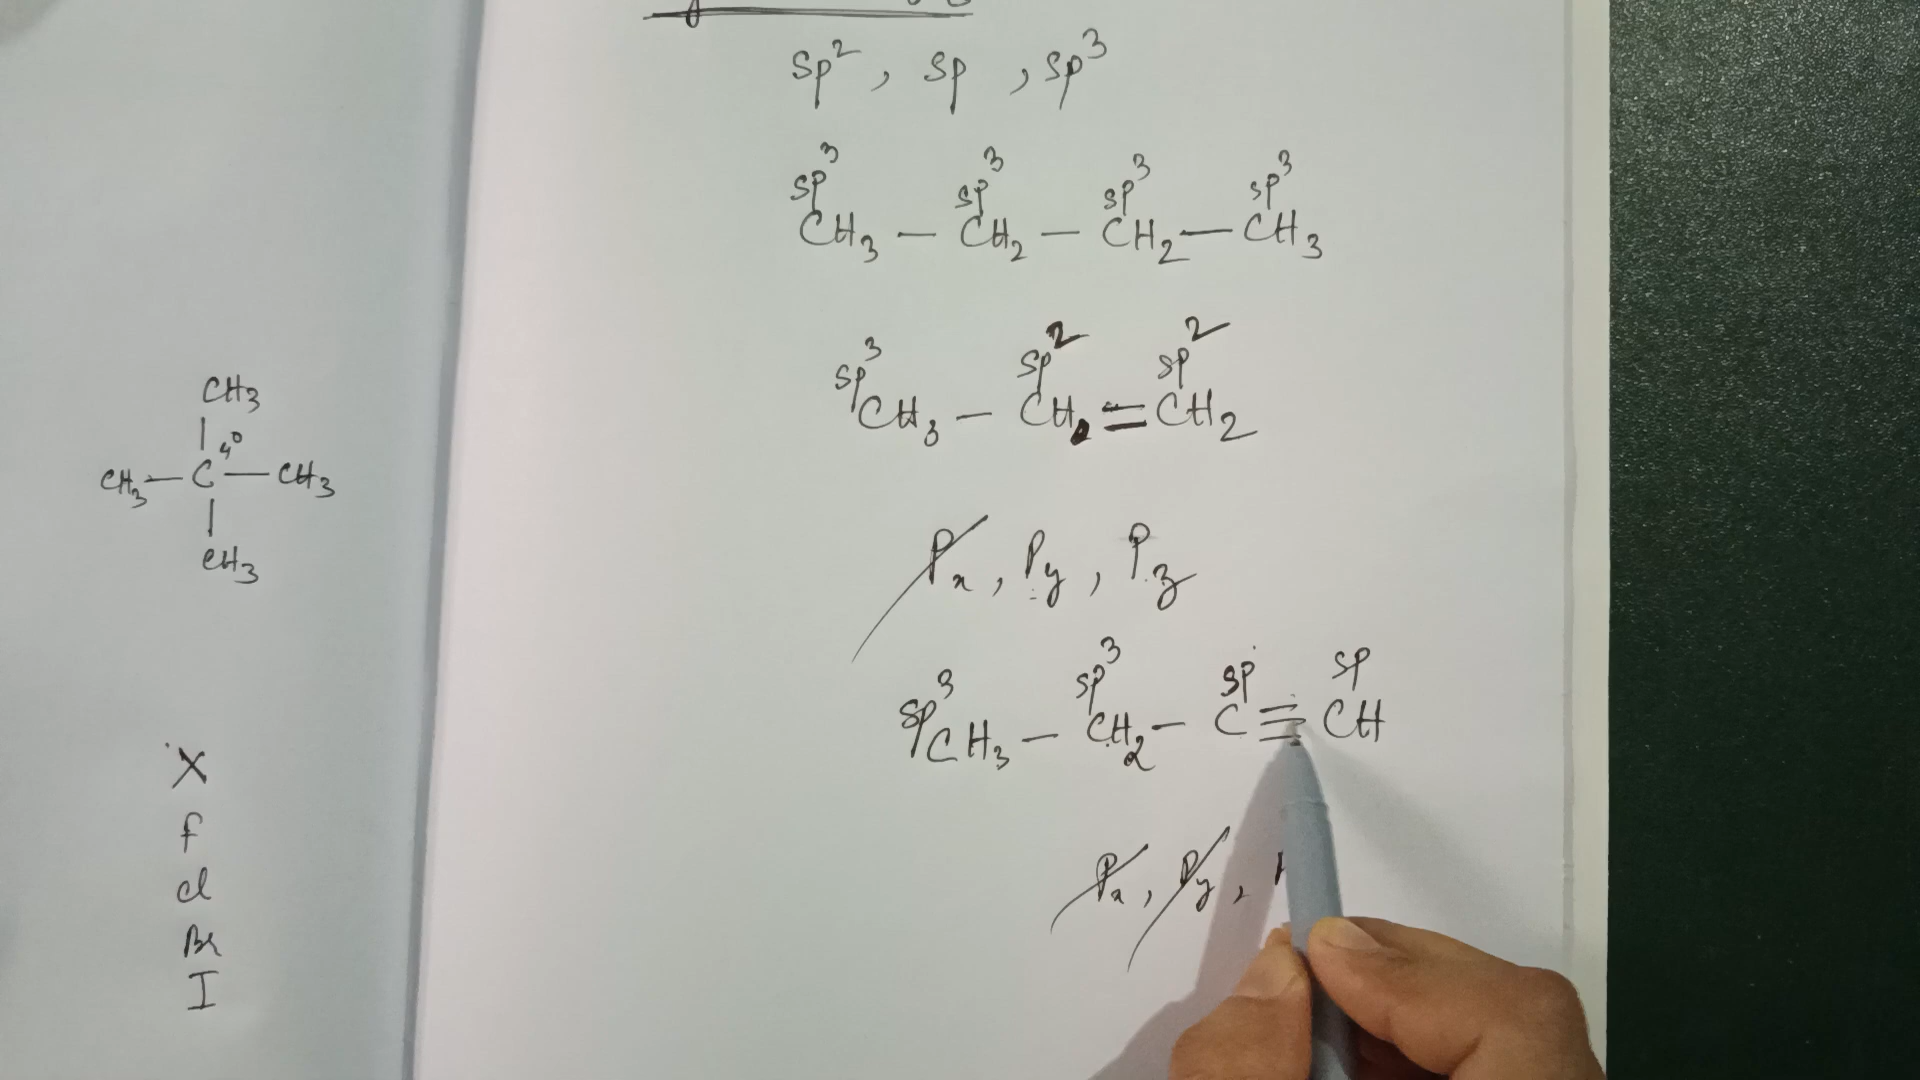 CH3
4°
CH3 — C — CH3
CH3
X
F
Cl
Br
I
sp², sp, sp³
sp³ sp³ sp³ sp³
CH3 — CH2 — CH2 — CH3
sp³ sp² sp²
CH3 — CH = CH2
Px, Py, Pz
sp³ sp³ sp sp
CH3 — CH2 — C ≡ CH
Px, Py,